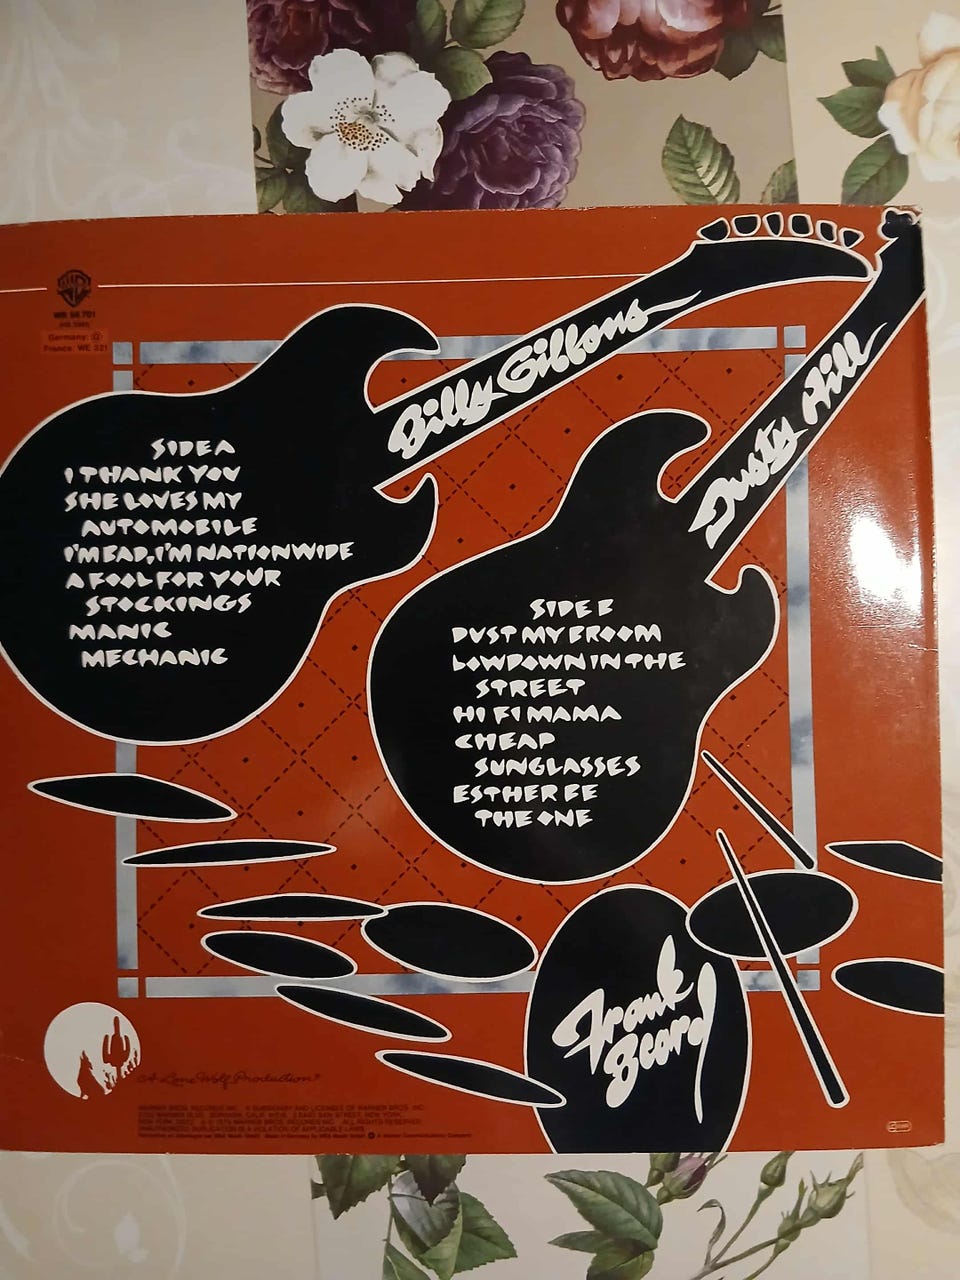 WB 56 701
Germany: G
France: WE 321
Billy Gibbons
Dusty Hill
SIDE A
I THANK YOU
SHE LOVES MY
AUTOMOBILE
I'M BAD, I'M NATIONWIDE
A FOOL FOR YOUR
STOCKINGS
MANIC
MECHANIC
SIDE B
DUST MY BROOM
LOWDOWN IN THE
STREET
HI FI MAMA
CHEAP
SUNGLASSES
ESTHER BE
THE ONE
Frank
Beard
A Lone Wolf Production